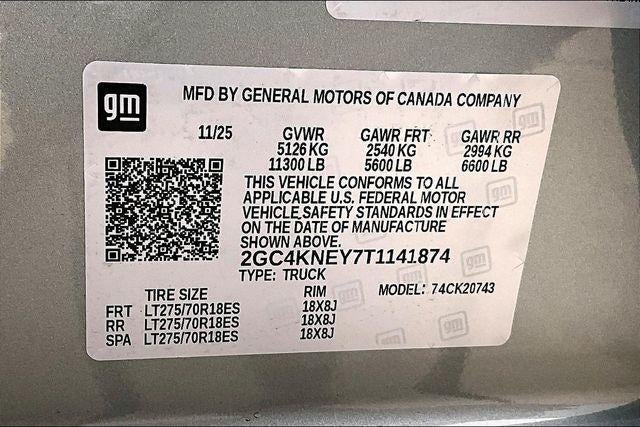 gm
MFD BY GENERAL MOTORS OF CANADA COMPANY
11/25 GVWR GAWR FRT GAWR RR
5126 KG 2540 KG 2994 KG
11300 LB 5600 LB 6600 LB
THIS VEHICLE CONFORMS TO ALL
APPLICABLE U.S. FEDERAL MOTOR
VEHICLE SAFETY STANDARDS IN EFFECT
ON THE DATE OF MANUFACTURE
SHOWN ABOVE.
2GC4KNEY7T1141874
TYPE: TRUCK
TIRE SIZE RIM MODEL: 74CK20743
FRT LT275/70R18ES 18X8J
RR LT275/70R18ES 18X8J
SPA LT275/70R18ES 18X8J